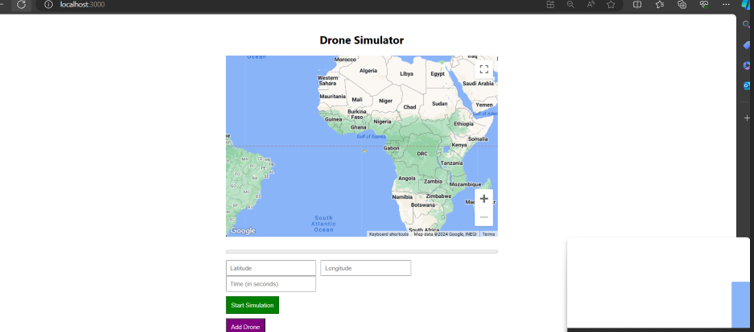 localhost:3000
Drone Simulator
Ocean
Morocco
Algeria
Libya
Egypt
Western
Sahara
Saudi Arabia
Mauritania
Mali
Niger
Chad
Sudan
Yemen
Burkina
Faso
Guinea
Ghana
Nigeria
Ethiopia
Gulf of Guinea
Somalia
Gabon
DRC
Kenya
Tanzania
Angola
Zambia
Mozambique
Namibia
Zimbabwe
Botswana
South
Atlantic
Ocean
South Africa
Google
Keyboard shortcuts
Map data ©2024 Google, INEGI
Terms
Latitude
Longitude
Time (in seconds)
Start Simulation
Add Drone